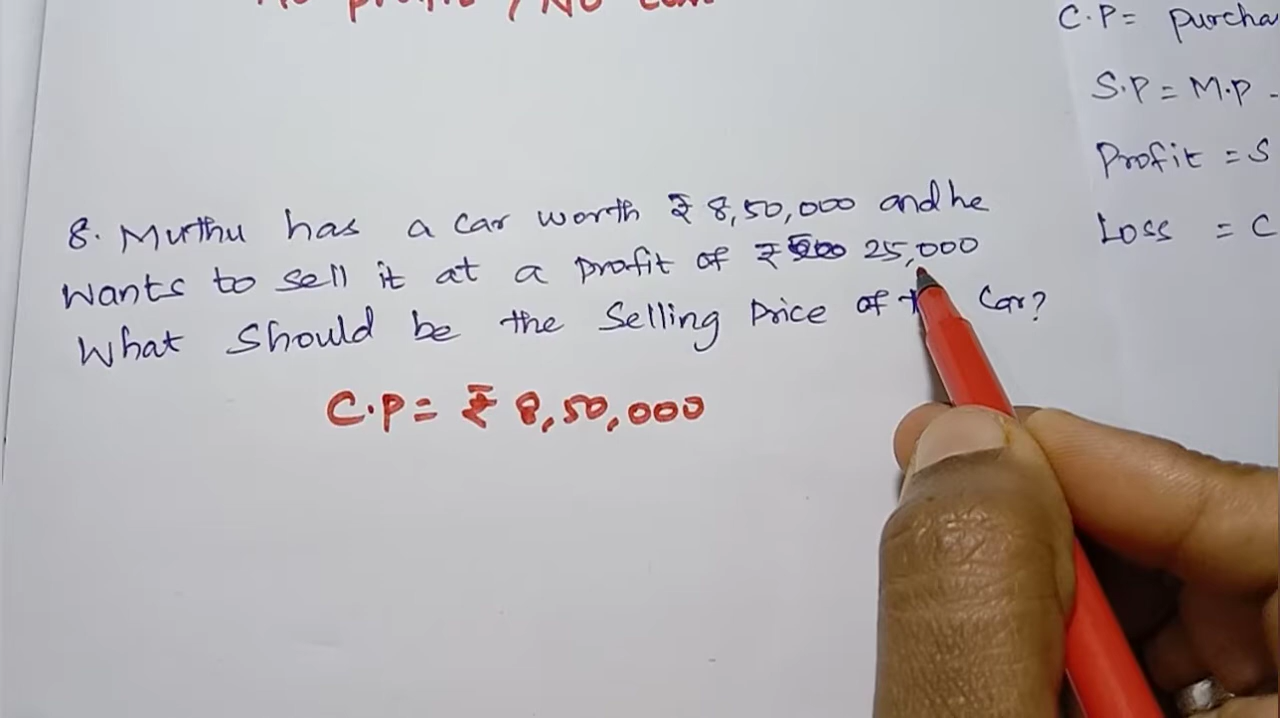 C.P = purcha
S.P = M.P -
Profit = S
Loss = C
8. Muthu has a car worth ₹ 8,50,000 and he
wants to sell it at a profit of ₹ 25,000
What should be the Selling Price of Car?
C.P = ₹ 8,50,000